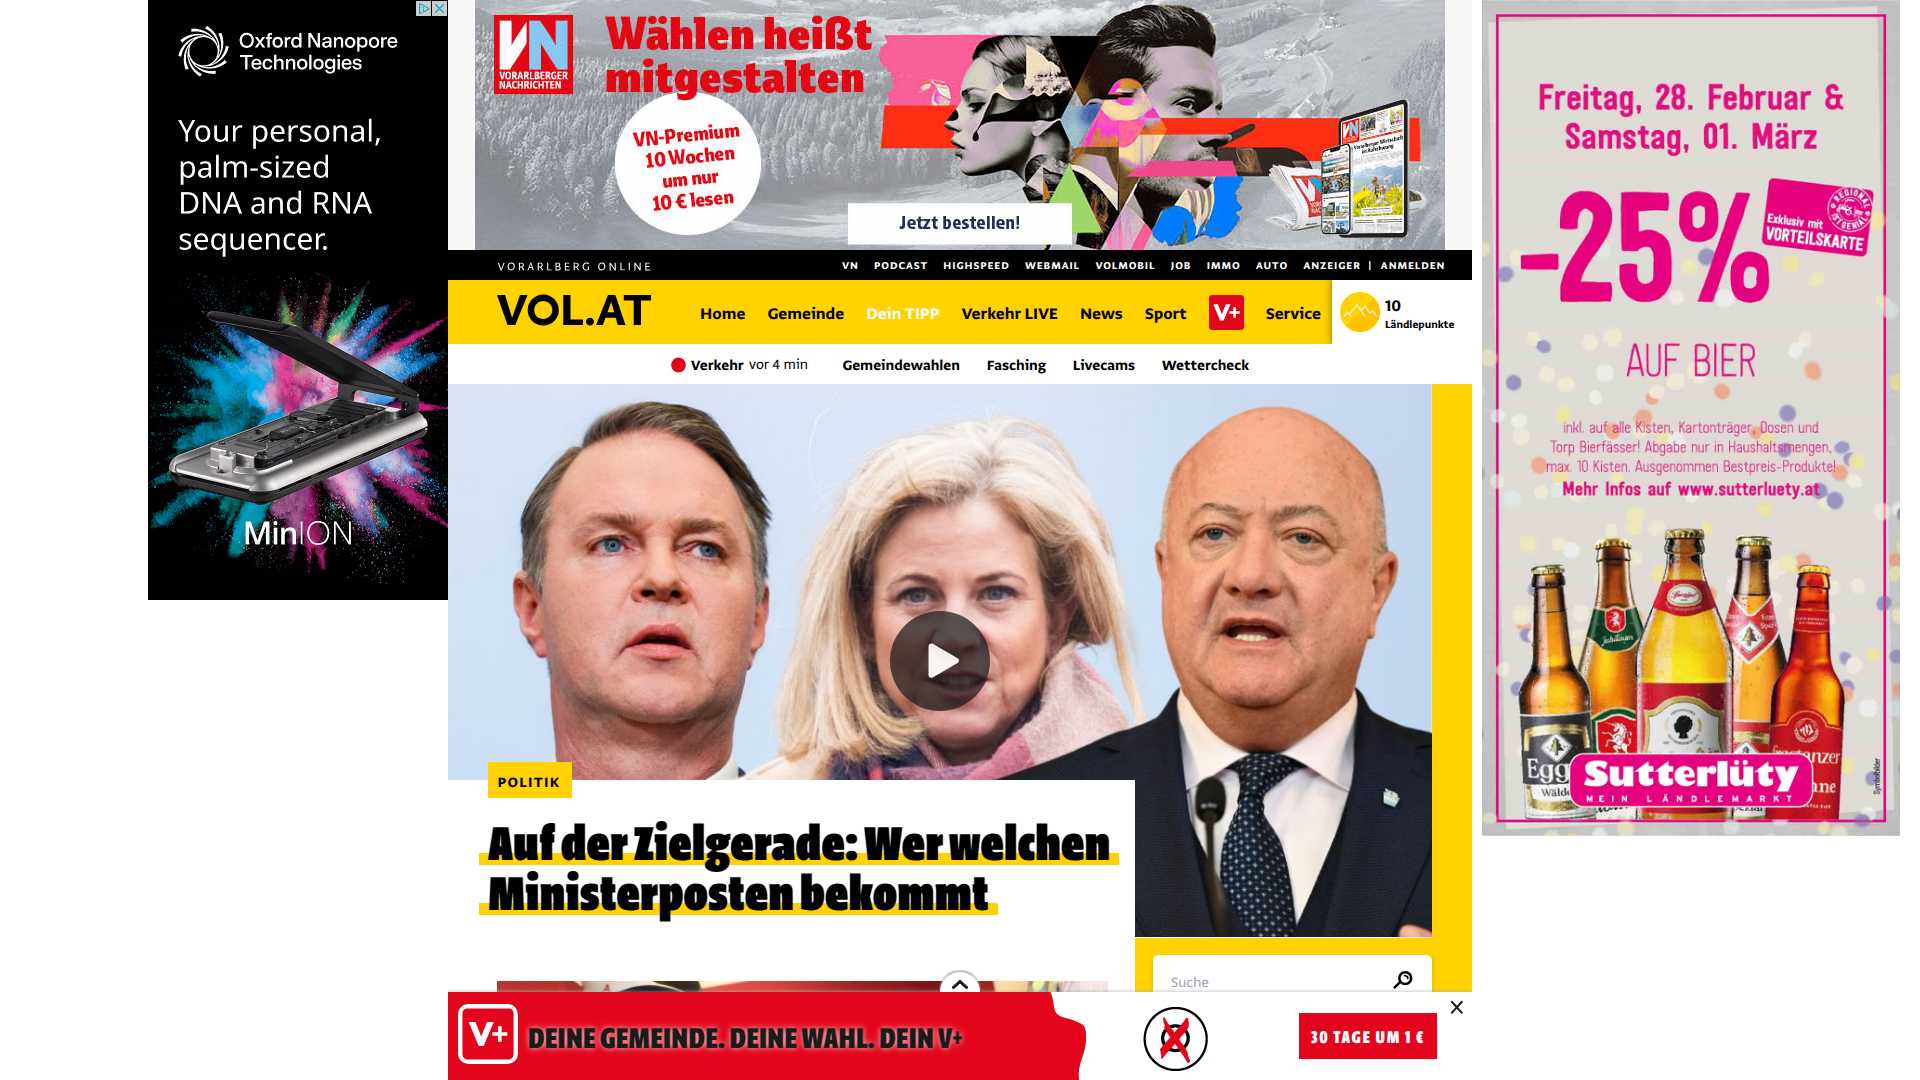 Oxford Nanopore
Technologies
Your personal,
palm-sized
DNA and RNA
sequencer.
MinION
VN
VORARLBERGER
NACHRICHTEN
Wählen heißt
mitgestalten
VN-Premium
10 Wochen
um nur
10 € lesen
Jetzt bestellen!
VORARLBERG ONLINE
VN PODCAST HIGHSPEED WEBMAIL VOLMOBIL JOB IMMO AUTO ANZEIGER | ANMELDEN
VOL.AT
Home Gemeinde Dein TIPP Verkehr LIVE News Sport V+ Service
10
Ländlepunkte
Verkehr vor 4 min Gemeindewahlen Fasching Livecams Wettercheck
POLITIK
Auf der Zielgerade: Wer welchen
Ministerposten bekommt
Suche
V+ DEINE GEMEINDE. DEINE WAHL. DEIN V+
30 TAGE UM 1 €
Freitag, 28. Februar &
Samstag, 01. März
-25%
REGIONAL
IST GENIAL
Exklusiv mit
VORTEILSKARTE
AUF BIER
inkl. auf alle Kisten, Kartonträger, Dosen und
Torp Bierfässer! Abgabe nur in Haushaltsmengen,
max. 10 Kisten. Ausgenommen Bestpreis-Produkte!
Mehr Infos auf www.sutterluety.at
Sutterlüty
MEIN LÄNDLEMARKT
Symbolbilder